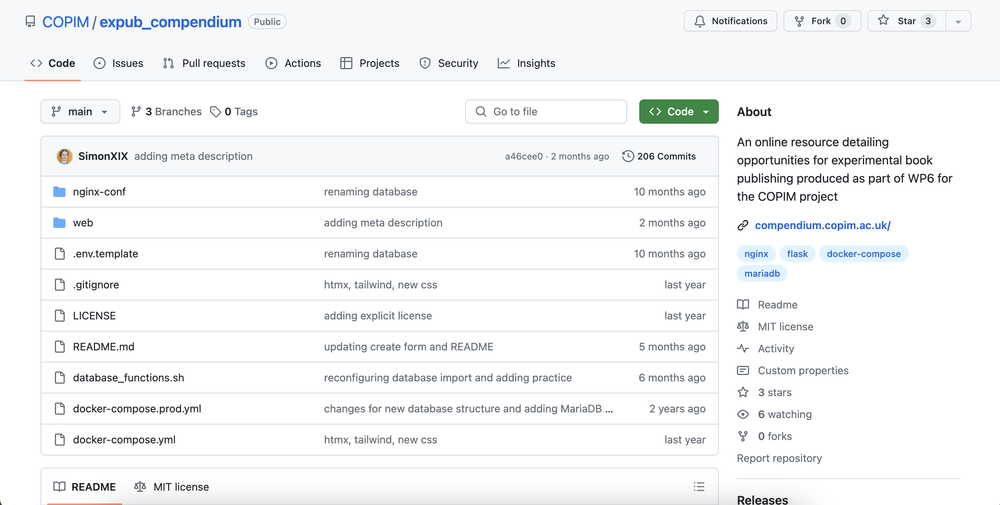 COPIM / expub_compendium Public
Notifications Fork 0 Star 3
Code Issues Pull requests Actions Projects Security Insights
main 3 Branches 0 Tags Go to file Code
SimonXIX adding meta description a46cee0 · 2 months ago 206 Commits
nginx-conf renaming database 10 months ago
web adding meta description 2 months ago
.env.template renaming database 10 months ago
.gitignore htmx, tailwind, new css last year
LICENSE adding explicit license last year
README.md updating create form and README 5 months ago
database_functions.sh reconfiguring database import and adding practice 6 months ago
docker-compose.prod.yml changes for new database structure and adding MariaDB ... 2 years ago
docker-compose.yml htmx, tailwind, new css last year
README MIT license
About
An online resource detailing
opportunities for experimental book
publishing produced as part of WP6 for
the COPIM project
compendium.copim.ac.uk/
nginx flask docker-compose
mariadb
Readme
MIT license
Activity
Custom properties
3 stars
6 watching
0 forks
Report repository
Releases